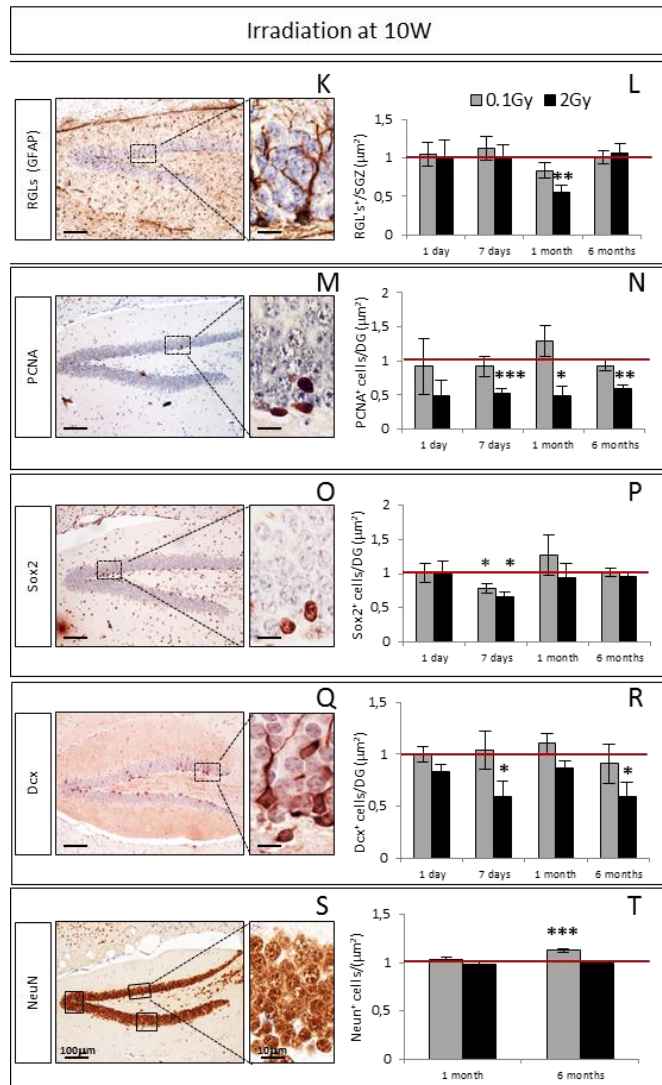 Irradiation at 10W
RGLs (GFAP)
K
L
0.1Gy 2Gy
RGL's⁺/SGZ (µm²)
1,5
1
0,5
0
**
1 day 7 days 1 month 6 months
PCNA
M
N
PCNA⁺ cells/DG (µm²)
2
1,5
1
0,5
0
*** * **
1 day 7 days 1 month 6 months
Sox2
O
P
Sox2⁺ cells/DG (µm²)
2
1,5
1
0,5
0
* *
1 day 7 days 1 month 6 months
Dcx
Q
R
Dcx⁺ cells/DG (µm²)
1,5
1
0,5
0
* *
1 day 7 days 1 month 6 months
NeuN
S
100µm
10µm
T
Neun⁺ cells/(µm²)
1,5
1
0,5
0
***
1 month 6 months